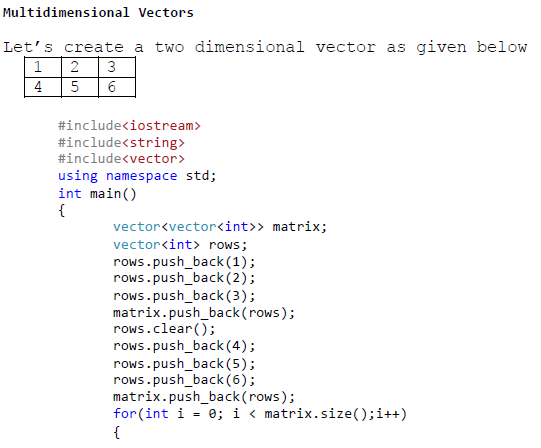 Multidimensional Vectors
Let's create a two dimensional vector as given below
1 2 3
4 5 6
#include<iostream>
#include<string>
#include<vector>
using namespace std;
int main()
{
vector<vector<int>> matrix;
vector<int> rows;
rows.push_back(1);
rows.push_back(2);
rows.push_back(3);
matrix.push_back(rows);
rows.clear();
rows.push_back(4);
rows.push_back(5);
rows.push_back(6);
matrix.push_back(rows);
for(int i = 0; i < matrix.size();i++)
{